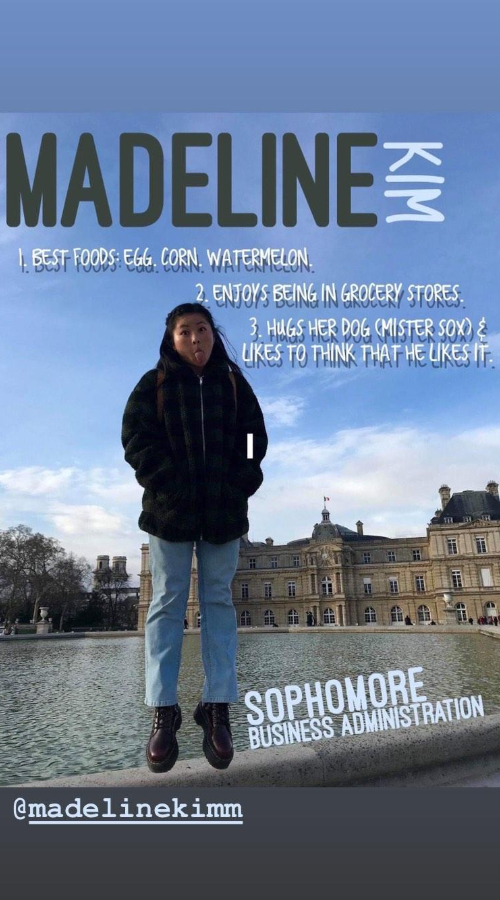 MADELINE KIM
1. BEST FOODS: EGG. CORN. WATERMELON.
2. ENJOYS BEING IN GROCERY STORES.
3. HUGS HER DOG (MISTER SOX) &
LIKES TO THINK THAT HE LIKES IT.
I
SOPHOMORE
BUSINESS ADMINISTRATION
@madelinekimm